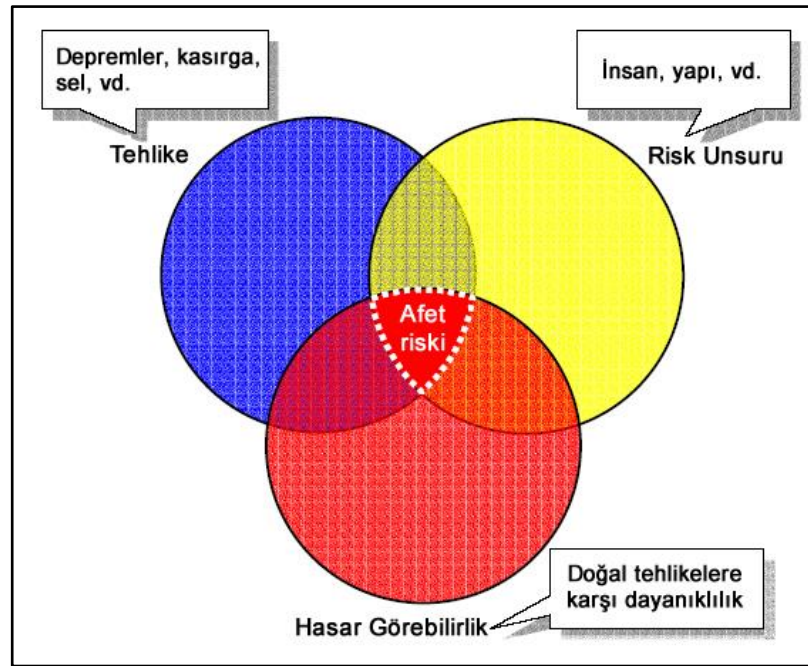 Depremler, kasırga,
sel, vd.
İnsan, yapı, vd.
Tehlike
Risk Unsuru
Afet
riski
Doğal tehlikelere
karşı dayanıklılık
Hasar Görebilirlik